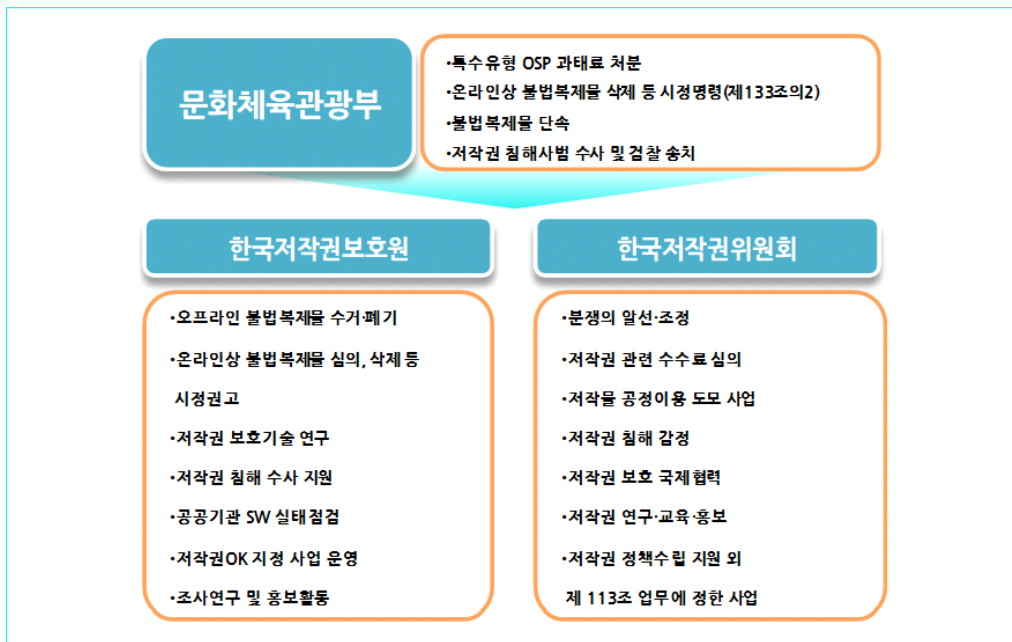 문화체육관광부
·특수유형 OSP 과태료 처분
·온라인상 불법복제물 삭제 등 시정명령(제133조의2)
·불법복제물 단속
·저작권 침해사범 수사 및 검찰 송치
한국저작권보호원
·오프라인 불법복제물 수거·폐기
·온라인상 불법복제물 심의, 삭제 등
시정권고
·저작권 보호기술 연구
·저작권 침해 수사 지원
·공공기관 SW 실태점검
·저작권OK 지정 사업 운영
·조사연구 및 홍보활동
한국저작권위원회
·분쟁의 알선·조정
·저작권 관련 수수료 심의
·저작물 공정이용 도모 사업
·저작권 침해 감정
·저작권 보호 국제협력
·저작권 연구·교육·홍보
·저작권 정책수립 지원 외
제 113조 업무에 정한 사업